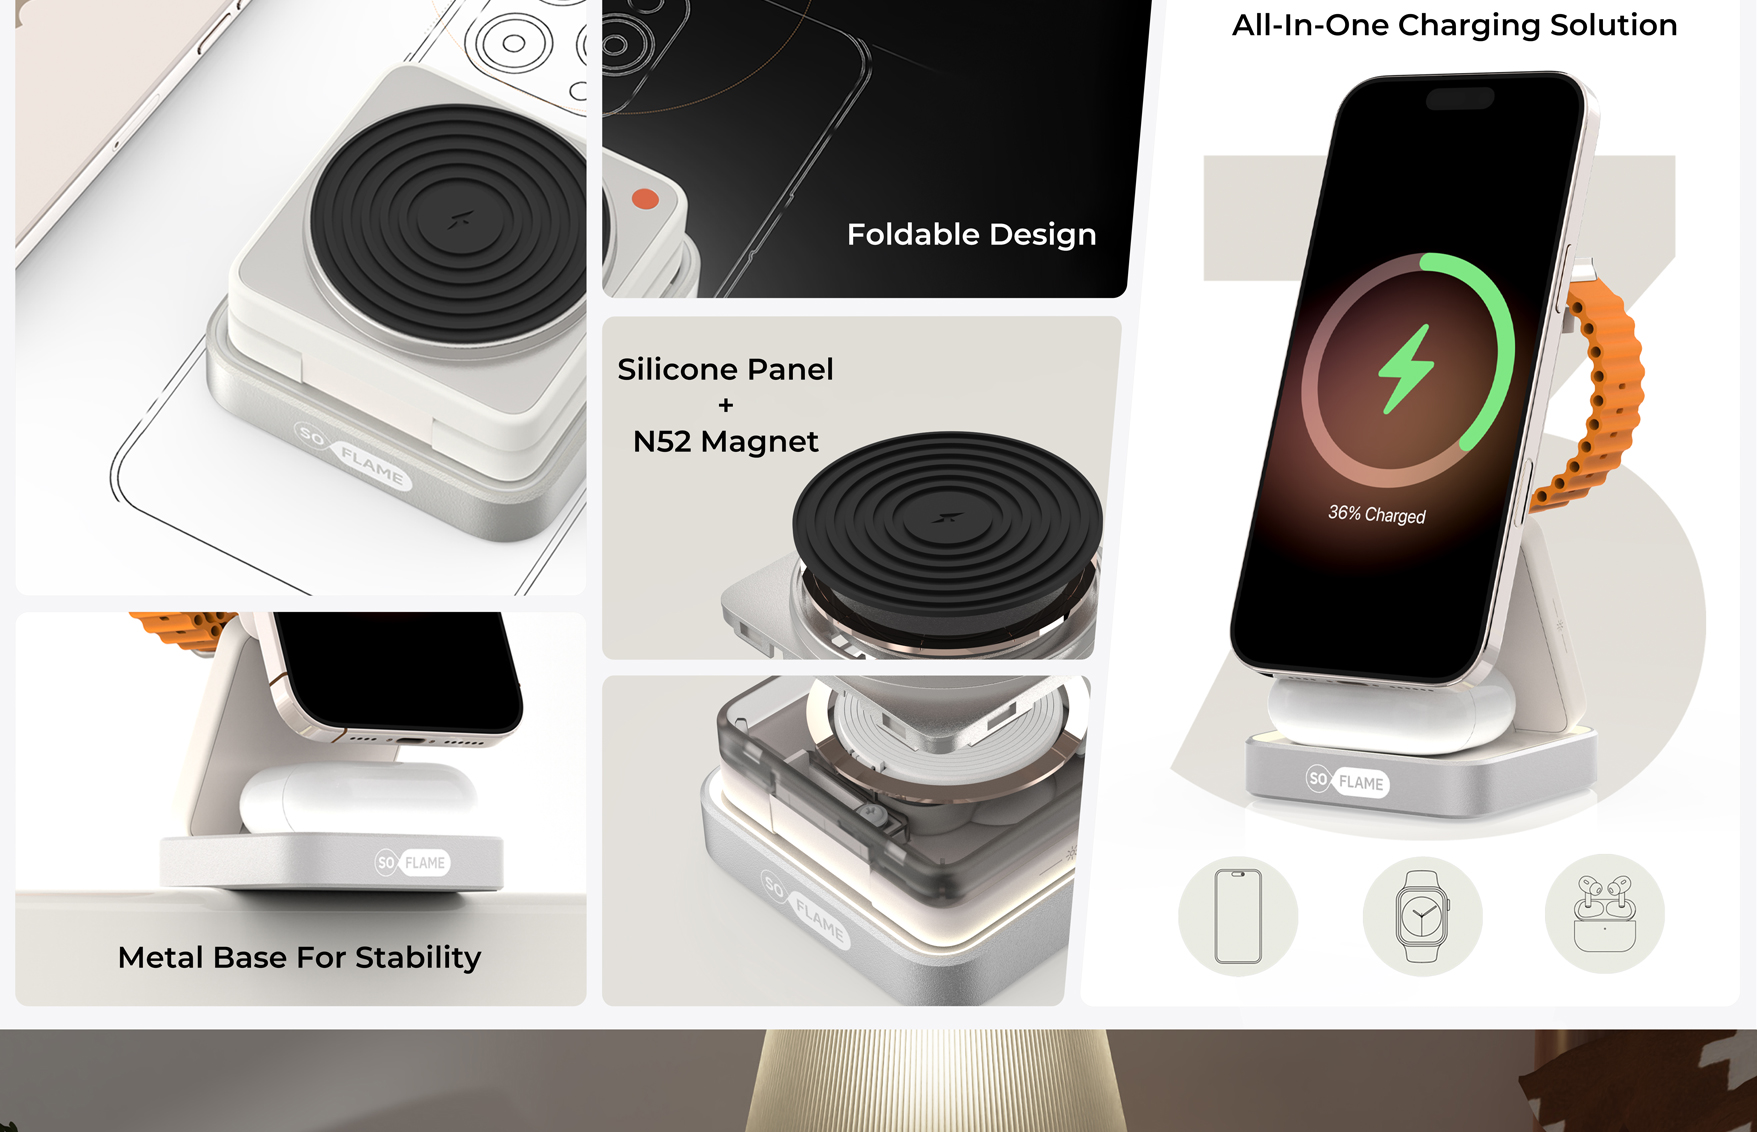 All-In-One Charging Solution
Foldable Design
Silicone Panel
+
N52 Magnet
36% Charged
SO FLAME
SO FLAME
SO FLAME
SO FLAME
Metal Base For Stability
3